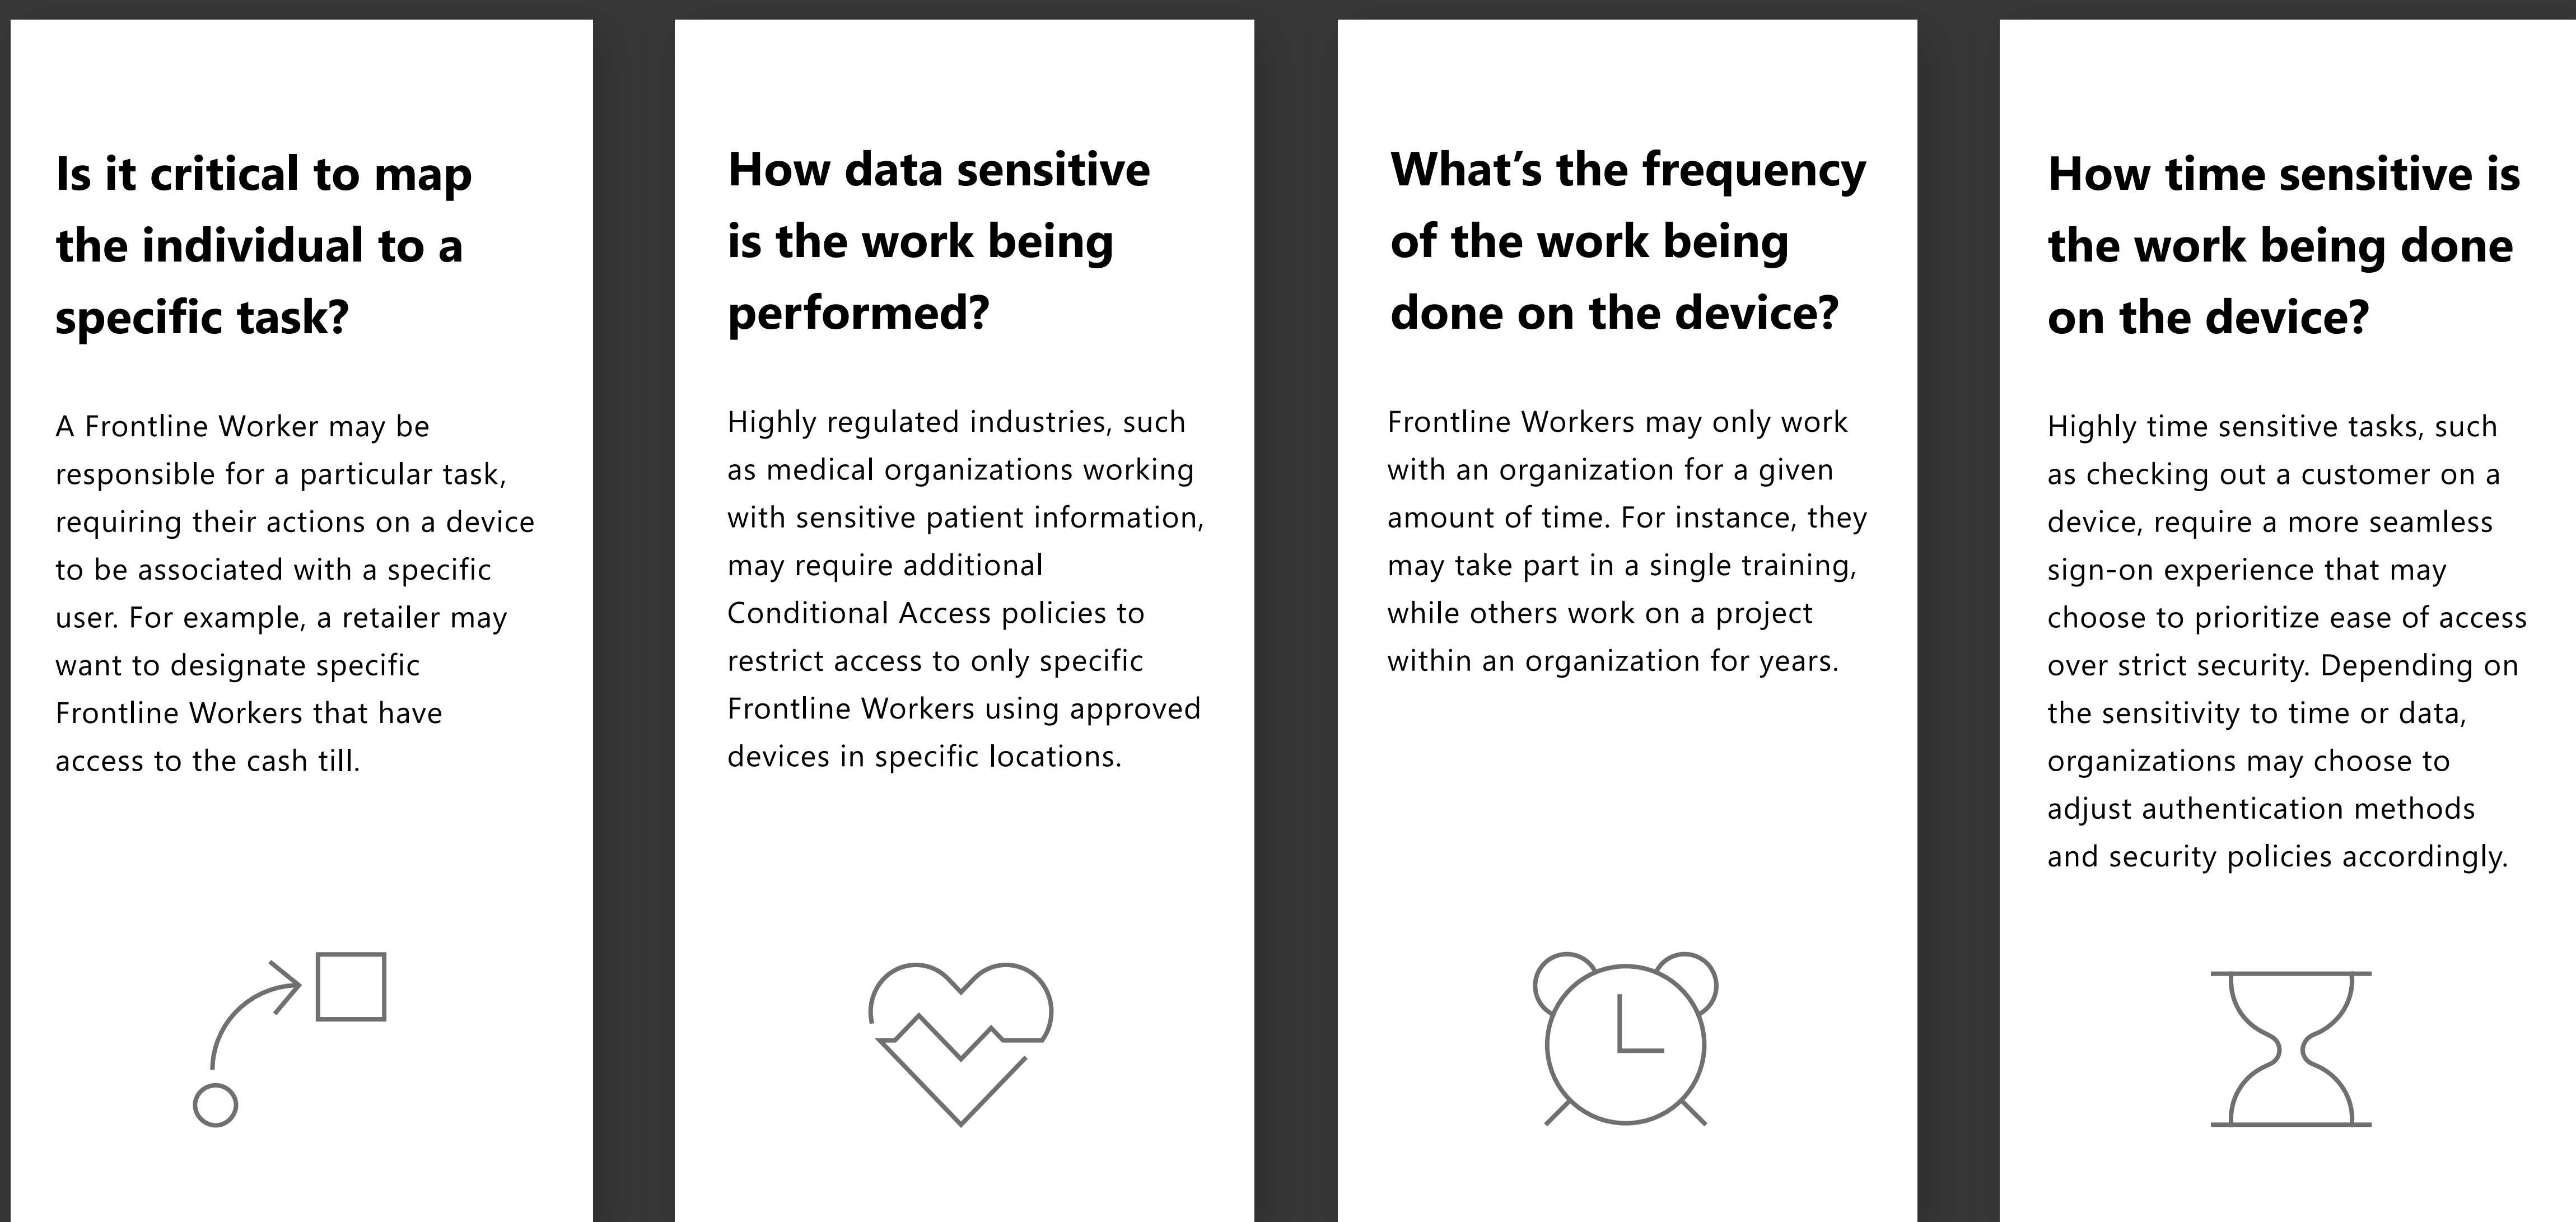 Is it critical to map
the individual to a
specific task?
A Frontline Worker may be
responsible for a particular task,
requiring their actions on a device
to be associated with a specific
user. For example, a retailer may
want to designate specific
Frontline Workers that have
access to the cash till.
How data sensitive
is the work being
performed?
Highly regulated industries, such
as medical organizations working
with sensitive patient information,
may require additional
Conditional Access policies to
restrict access to only specific
Frontline Workers using approved
devices in specific locations.
What’s the frequency
of the work being
done on the device?
Frontline Workers may only work
with an organization for a given
amount of time. For instance, they
may take part in a single training,
while others work on a project
within an organization for years.
How time sensitive is
the work being done
on the device?
Highly time sensitive tasks, such
as checking out a customer on a
device, require a more seamless
sign-on experience that may
choose to prioritize ease of access
over strict security. Depending on
the sensitivity to time or data,
organizations may choose to
adjust authentication methods
and security policies accordingly.